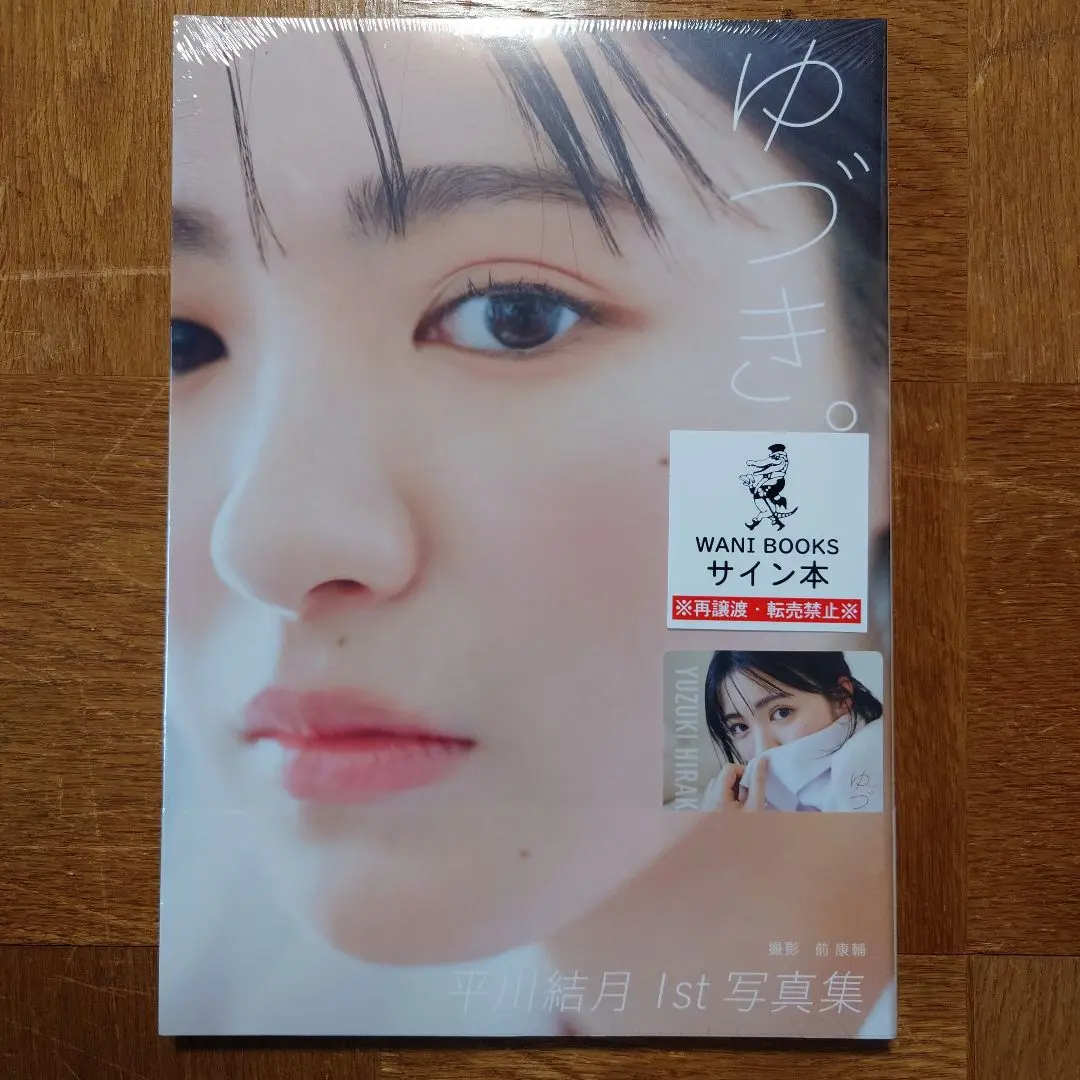 ゆづき。
WANI BOOKS
サイン本
※再譲渡・転売禁止※
YUZUKI HIRAK
ゆづ
撮影 前 康輔
平川結月 1st 写真集